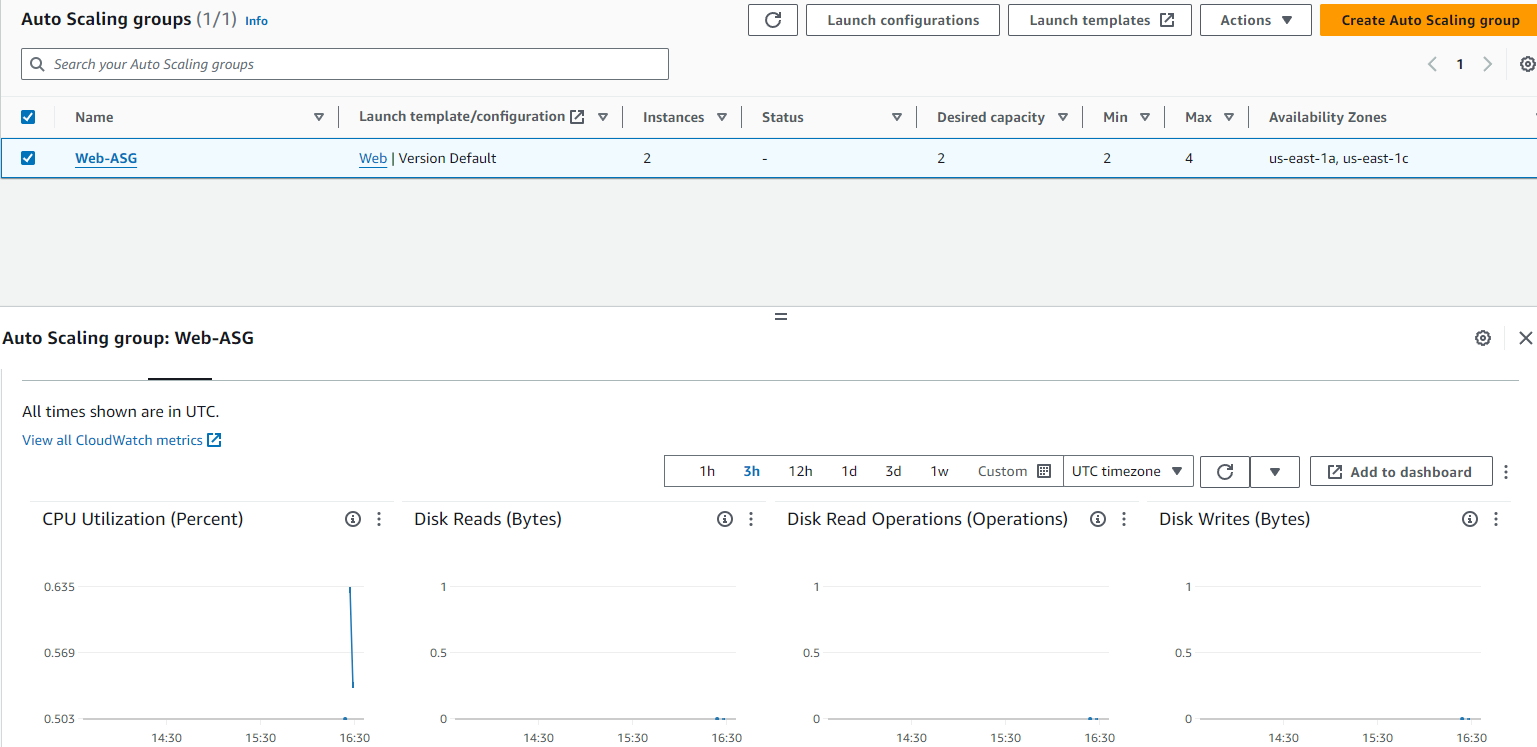 Auto Scaling groups (1/1) Info
Launch configurations
Launch templates
Actions
Create Auto Scaling group
Search your Auto Scaling groups
1
Name Launch template/configuration Instances Status Desired capacity Min Max Availability Zones
Web-ASG Web | Version Default 2 - 2 2 4 us-east-1a, us-east-1c
Auto Scaling group: Web-ASG
All times shown are in UTC.
View all CloudWatch metrics
1h 3h 12h 1d 3d 1w Custom UTC timezone Add to dashboard
CPU Utilization (Percent)
0.635
0.569
0.503
14:30 15:30 16:30
Disk Reads (Bytes)
1
0.5
0
14:30 15:30 16:30
Disk Read Operations (Operations)
1
0.5
0
14:30 15:30 16:30
Disk Writes (Bytes)
1
0.5
0
14:30 15:30 16:30